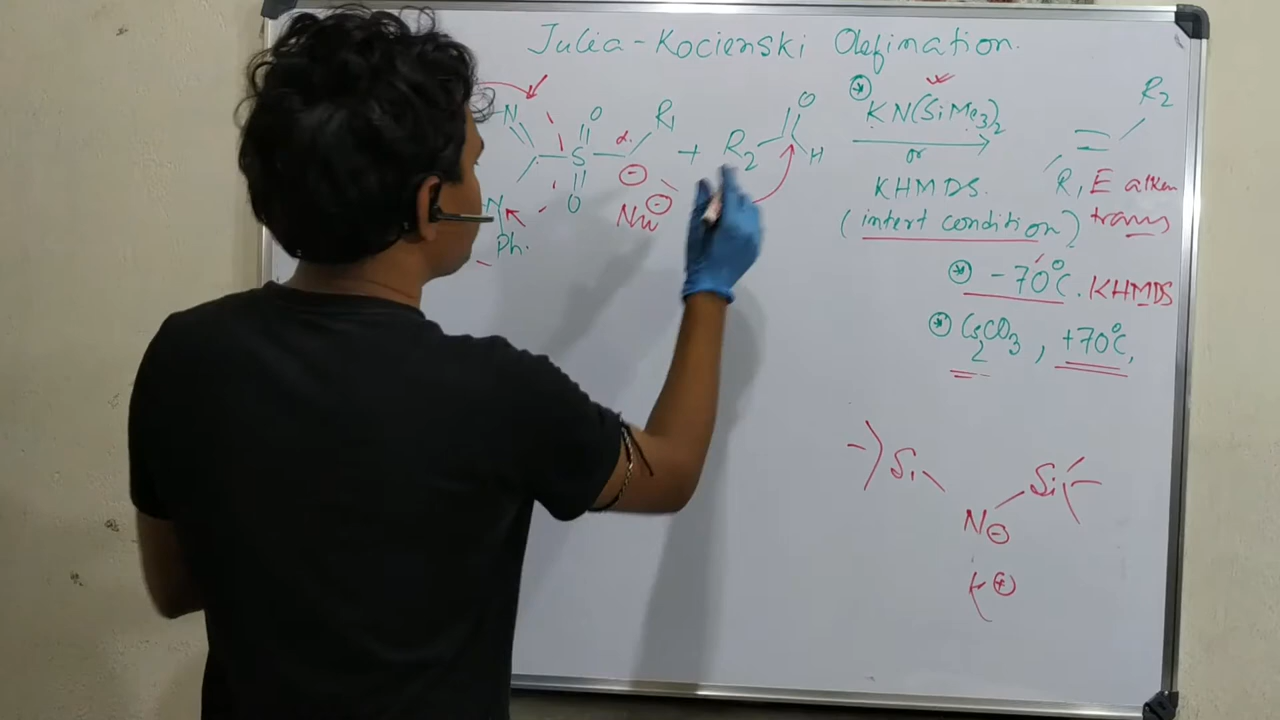 Julia-Kocienski Olefination.
N S O O α R1 ⊖ + R2 O H
N Ph. Nu ⊖
KN(SiMe3)2
or
KHMDS.
(intert condition)
R2
R1 E alken
trans
-70°C. KHMDS
Cs2CO3, +70°C,
Si N⊖ Si
K⊕